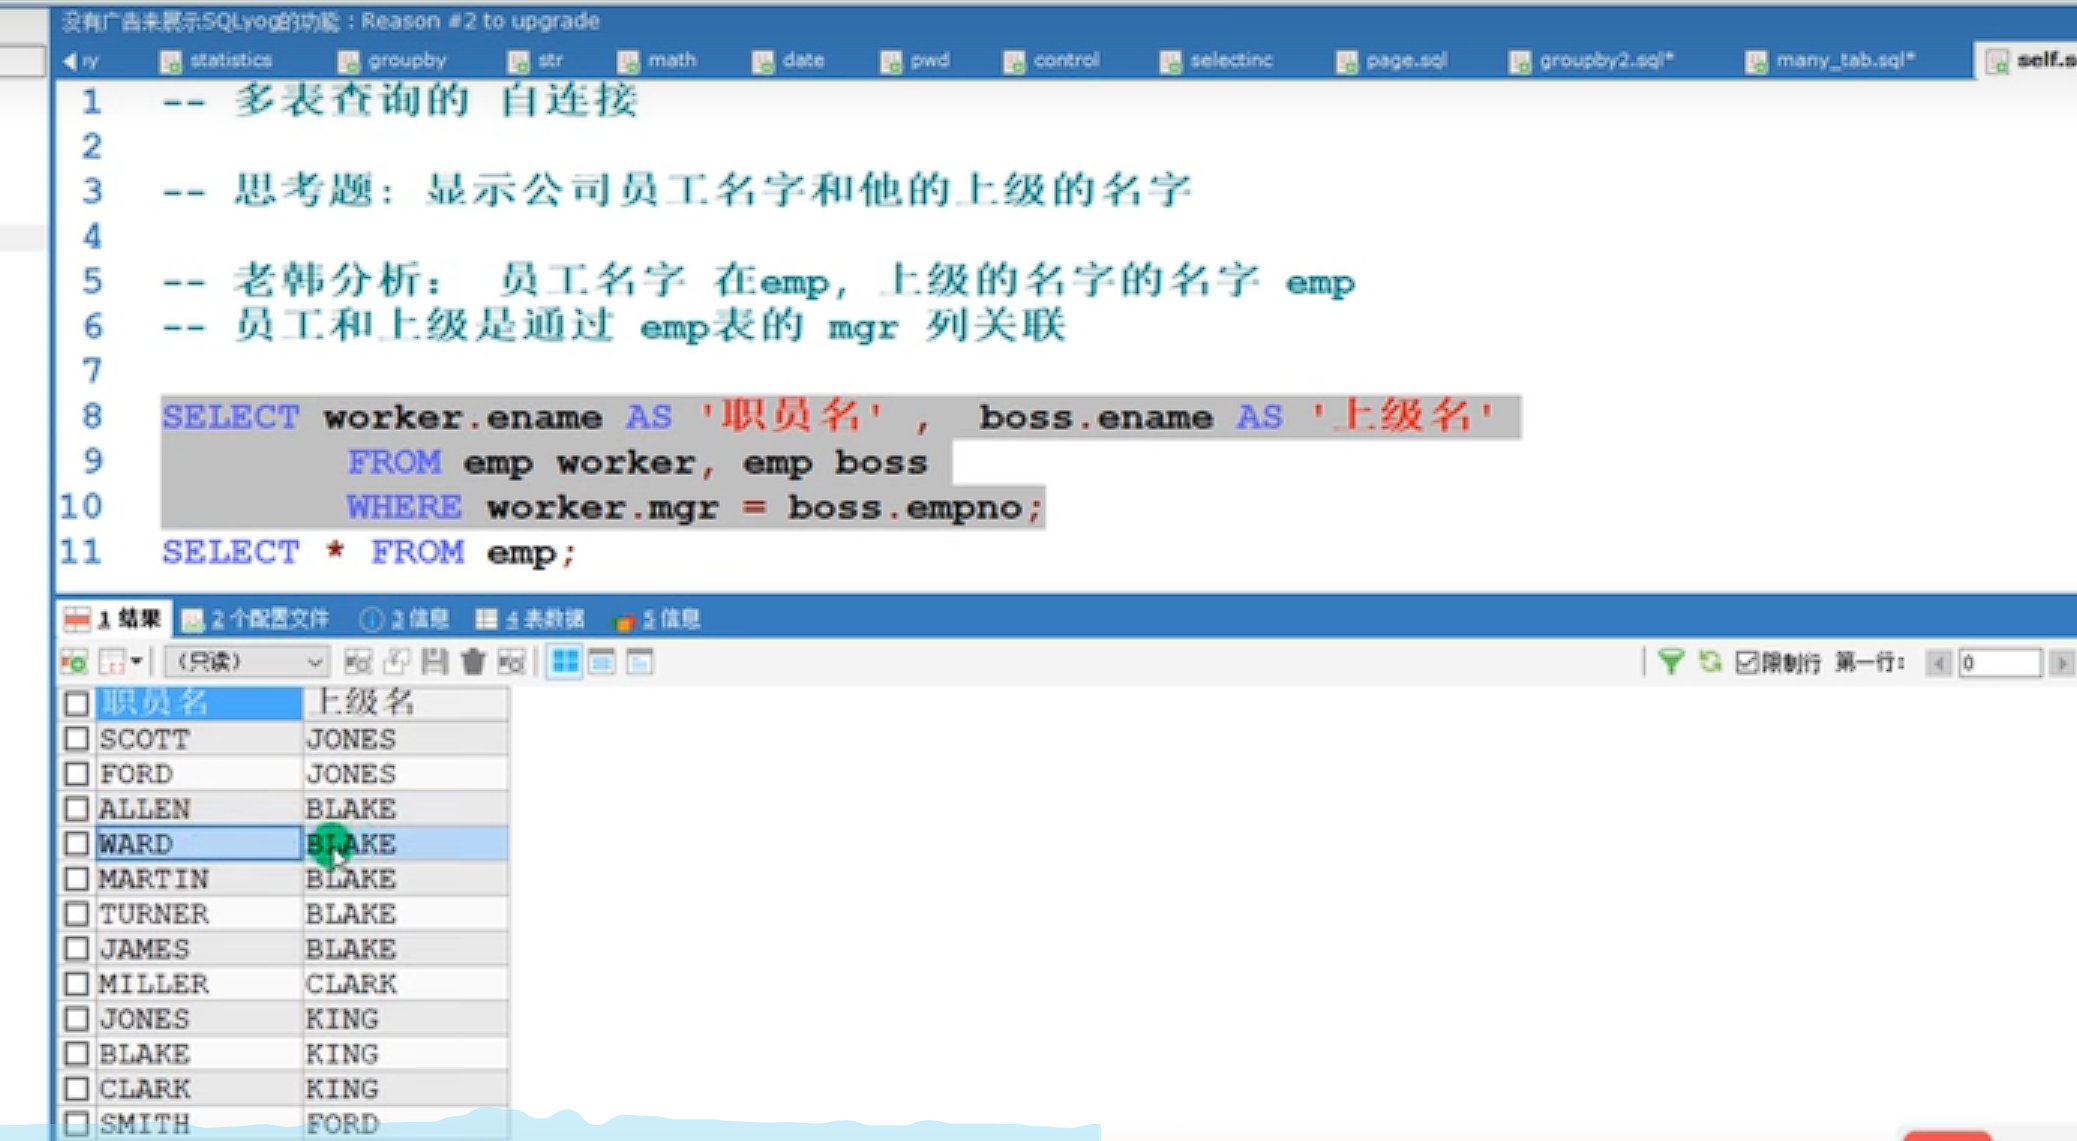 没有广告来展示SQLyog的功能：Reason #2 to upgrade
ry statistics groupby str math date pwd control selectinc page.sql groupby2.sql* many_tab.sql* self.s
1 -- 多表查询的 自连接
2
3 -- 思考题: 显示公司员工名字和他的上级的名字
4
5 -- 老韩分析: 员工名字 在emp, 上级的名字的名字 emp
6 -- 员工和上级是通过 emp表的 mgr 列关联
7
8 SELECT worker.ename AS '职员名' , boss.ename AS '上级名'
9 FROM emp worker, emp boss
10 WHERE worker.mgr = boss.empno;
11 SELECT * FROM emp;
1 结果 2 个配置文件 3 信息 4 表数据 5 信息
(只读) 限制行 第一行: 0
职员名 上级名
SCOTT JONES
FORD JONES
ALLEN BLAKE
WARD BLAKE
MARTIN BLAKE
TURNER BLAKE
JAMES BLAKE
MILLER CLARK
JONES KING
BLAKE KING
CLARK KING
SMITH FORD